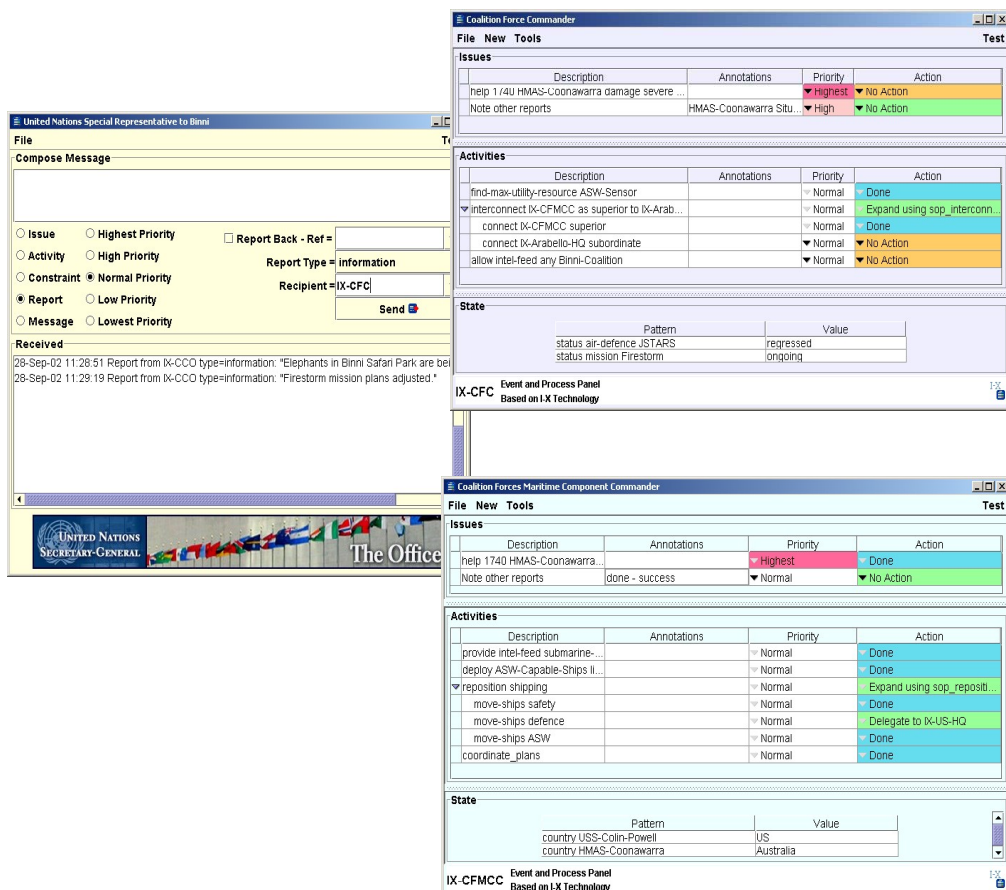 Coalition Force Commander
File New Tools Test
Issues
Description Annotations Priority Action
help 1740 HMAS-Coonawarra damage severe ... Highest No Action
Note other reports HMAS-Coonawarra Situ... High No Action
Activities
Description Annotations Priority Action
find-max-utility-resource ASW-Sensor Normal Done
interconnect IX-CFMCC as superior to IX-Arab... Normal Expand using sop_interconn...
connect IX-CFMCC superior Normal Done
connect IX-Arabello-HQ subordinate Normal No Action
allow intel-feed any Binni-Coalition Normal No Action
State
Pattern Value
status air-defence JSTARS regressed
status mission Firestorm ongoing
IX-CFC Event and Process Panel
Based on I-X Technology
I-X
United Nations Special Representative to Binni
File
Compose Message
Issue Highest Priority Report Back - Ref =
Activity High Priority Report Type = information
Constraint Normal Priority Recipient = IX-CFC
Report Low Priority Send
Message Lowest Priority
Received
28-Sep-02 11:28:51 Report from IX-CCO type=information: "Elephants in Binni Safari Park are bei
28-Sep-02 11:29:19 Report from IX-CCO type=information: "Firestorm mission plans adjusted."
UNITED NATIONS
SECRETARY-GENERAL The Office
Coalition Forces Maritime Component Commander
File New Tools Test
Issues
Description Annotations Priority Action
help 1740 HMAS-Coonawarra... Highest Done
Note other reports done - success Normal No Action
Activities
Description Annotations Priority Action
provide intel-feed submarine-... Normal Done
deploy ASW-Capable-Ships li... Normal Done
reposition shipping Normal Expand using sop_repositi...
move-ships safety Normal Done
move-ships defence Normal Delegate to IX-US-HQ
move-ships ASW Normal Done
coordinate_plans Normal Done
State
Pattern Value
country USS-Colin-Powell US
country HMAS-Coonawarra Australia
IX-CFMCC Event and Process Panel
Based on I-X Technology
I-X